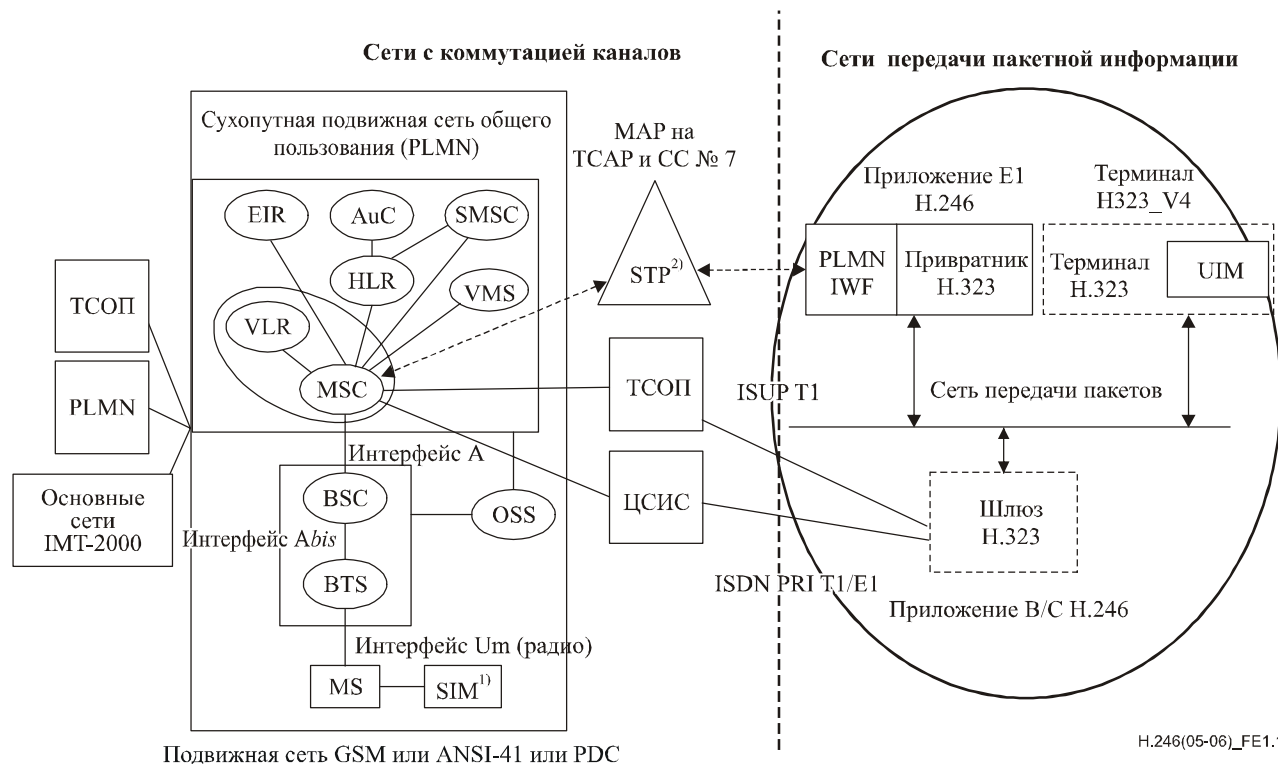 Сети с коммутацией каналов
Сети передачи пакетной информации
Сухопутная подвижная сеть общего
пользования (PLMN)
MAP на
TCAP и СС № 7
EIR
AuC
SMSC
HLR
VMS
VLR
MSC
STP2)
Приложение E1
H.246
Терминал
H323_V4
PLMN
IWF
Привратник
H.323
Терминал
H.323
UIM
ТСОП
PLMN
Основные
сети
IMT-2000
ТСОП
ISUP T1
Сеть передачи пакетов
Интерфейс A
BSC
OSS
ЦСИС
Шлюз
H.323
Интерфейс Abis
BTS
ISDN PRI T1/E1
Приложение B/C H.246
Интерфейс Um (радио)
MS
SIM1)
Подвижная сеть GSM или ANSI-41 или PDC
H.246(05-06)_FE1.1